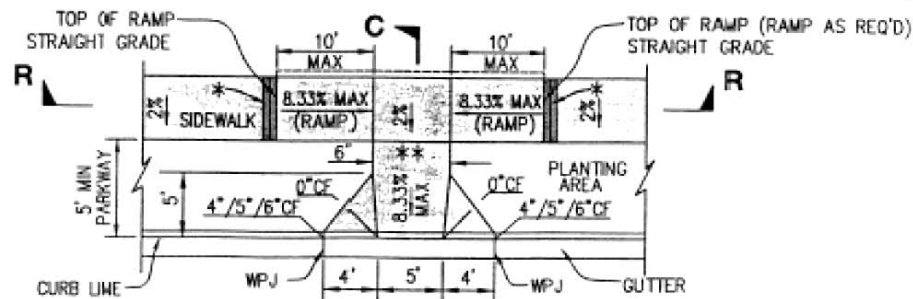 TOP OF RAMP
STRAIGHT GRADE
10'
MAX
C
10'
MAX
TOP OF RAMP (RAMP AS REQ'D)
STRAIGHT GRADE
R
R
2%
*
SIDEWALK
8.33% MAX
(RAMP)
2%
8.33% MAX
(RAMP)
*
2%
5' MIN
PARKWAY
6"
**
PLANTING
AREA
5'
0"CF
8.33%
MAX
0"CF
4"/5"/6"CF
4"/5"/6"CF
CURB LINE
WPJ
4'
5'
4'
WPJ
GUTTER